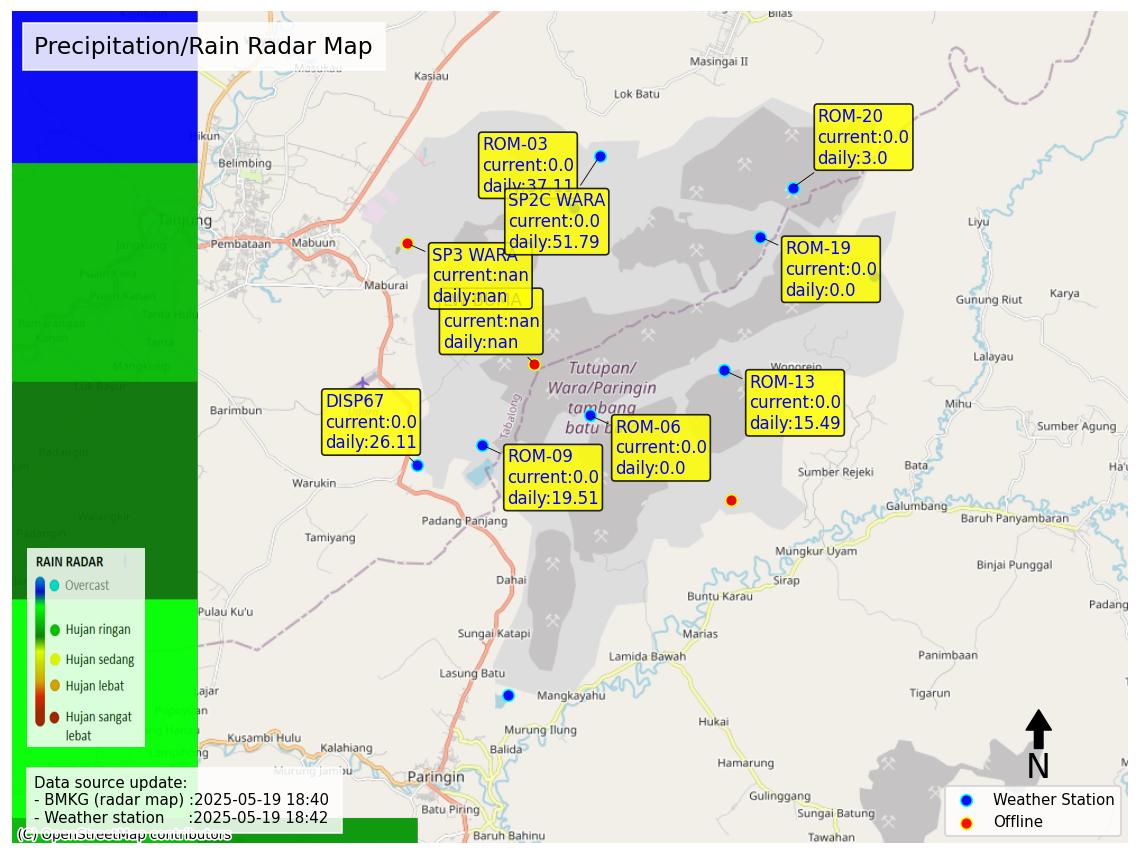 Precipitation/Rain Radar Map
Bilas
Masingai II
Kasiau
Lok Batu
Hikun
Belimbing
Tanjung
Pembataan
Mabuun
Maburai
ROM-03
current:0.0
daily:37.11
SP2C WARA
current:0.0
daily:51.79
ROM-20
current:0.0
daily:3.0
ROM-19
current:0.0
daily:0.0
SP3 WARA
current:nan
daily:nan
current:nan
daily:nan
Liyu
Gunung Riut
Karya
Lalayau
Mihu
Sumber Agung
Wonorejo
Tutupan/
Wara/Paringin
tambang
batu
Tabalong
ROM-13
current:0.0
daily:15.49
DISP67
current:0.0
daily:26.11
ROM-06
current:0.0
daily:0.0
ROM-09
current:0.0
daily:19.51
Barimbun
Warukin
Padang Panjang
Tamiyang
Sumber Rejeki
Bata
Galumbang
Baruh Panyambaran
Mungkur Uyam
Binjai Punggal
Dahai
Sirap
Buntu Karau
Padang
Pulau Ku'u
Sungai Katapi
Marias
Lamida Bawah
Panimbaan
Lasung Batu
Mangkayahu
Tigarun
Murung Ilung
Hukai
Kusambi Hulu
Kalahiang
Balida
Hamarung
Murung Jambu
Paringin
Batu Piring
Gulinggang
Sungai Batung
Baruh Bahinu
Tawahan
RAIN RADAR
Overcast
Hujan ringan
Hujan sedang
Hujan lebat
Hujan sangat
lebat
Data source update:
- BMKG (radar map) :2025-05-19 18:40
- Weather station :2025-05-19 18:42
(C) OpenStreetMap contributors
N
Weather Station
Offline